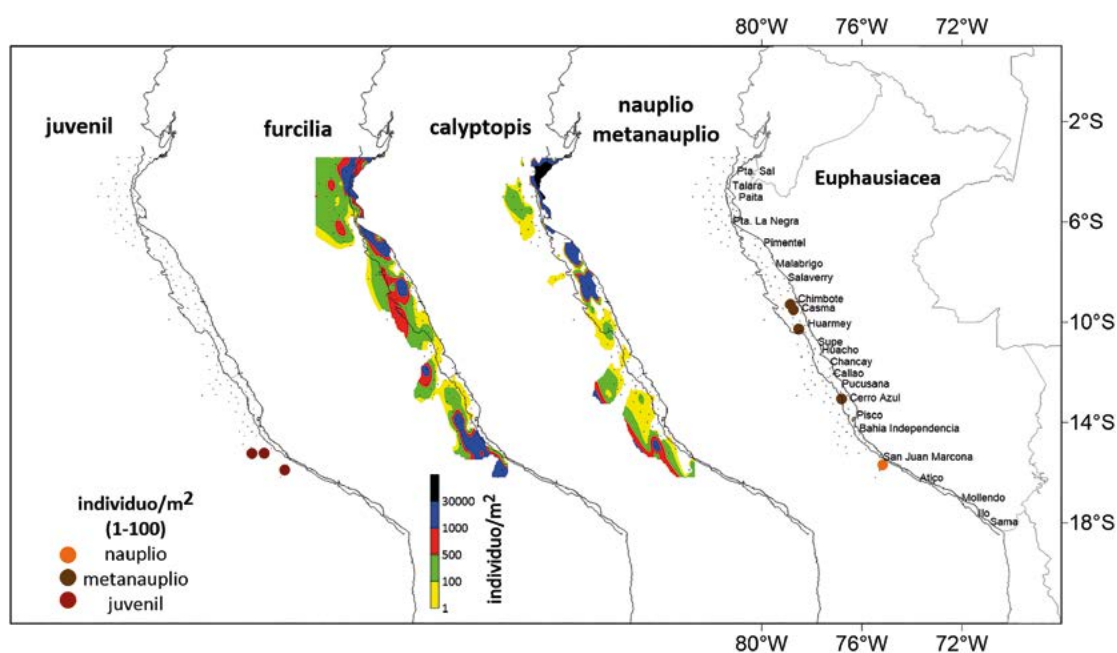 80°W 76°W 72°W
juvenil
furcilia
calyptopis
nauplio
metanauplio
Euphausiacea
2°S
6°S
10°S
14°S
18°S
Pta. Sal
Talara
Paita
Pta. La Negra
Pimentel
Malabrigo
Salaverry
Chimbote
Casma
Huarmey
Supe
Huacho
Chancay
Callao
Pucusana
Cerro Azul
Pisco
Bahia Independencia
San Juan Marcona
Atico
Mollendo
Ilo
Sama
individuo/m²
(1-100)
nauplio
metanauplio
juvenil
30000
1000
500
100
1
individuo/m²
80°W 76°W 72°W